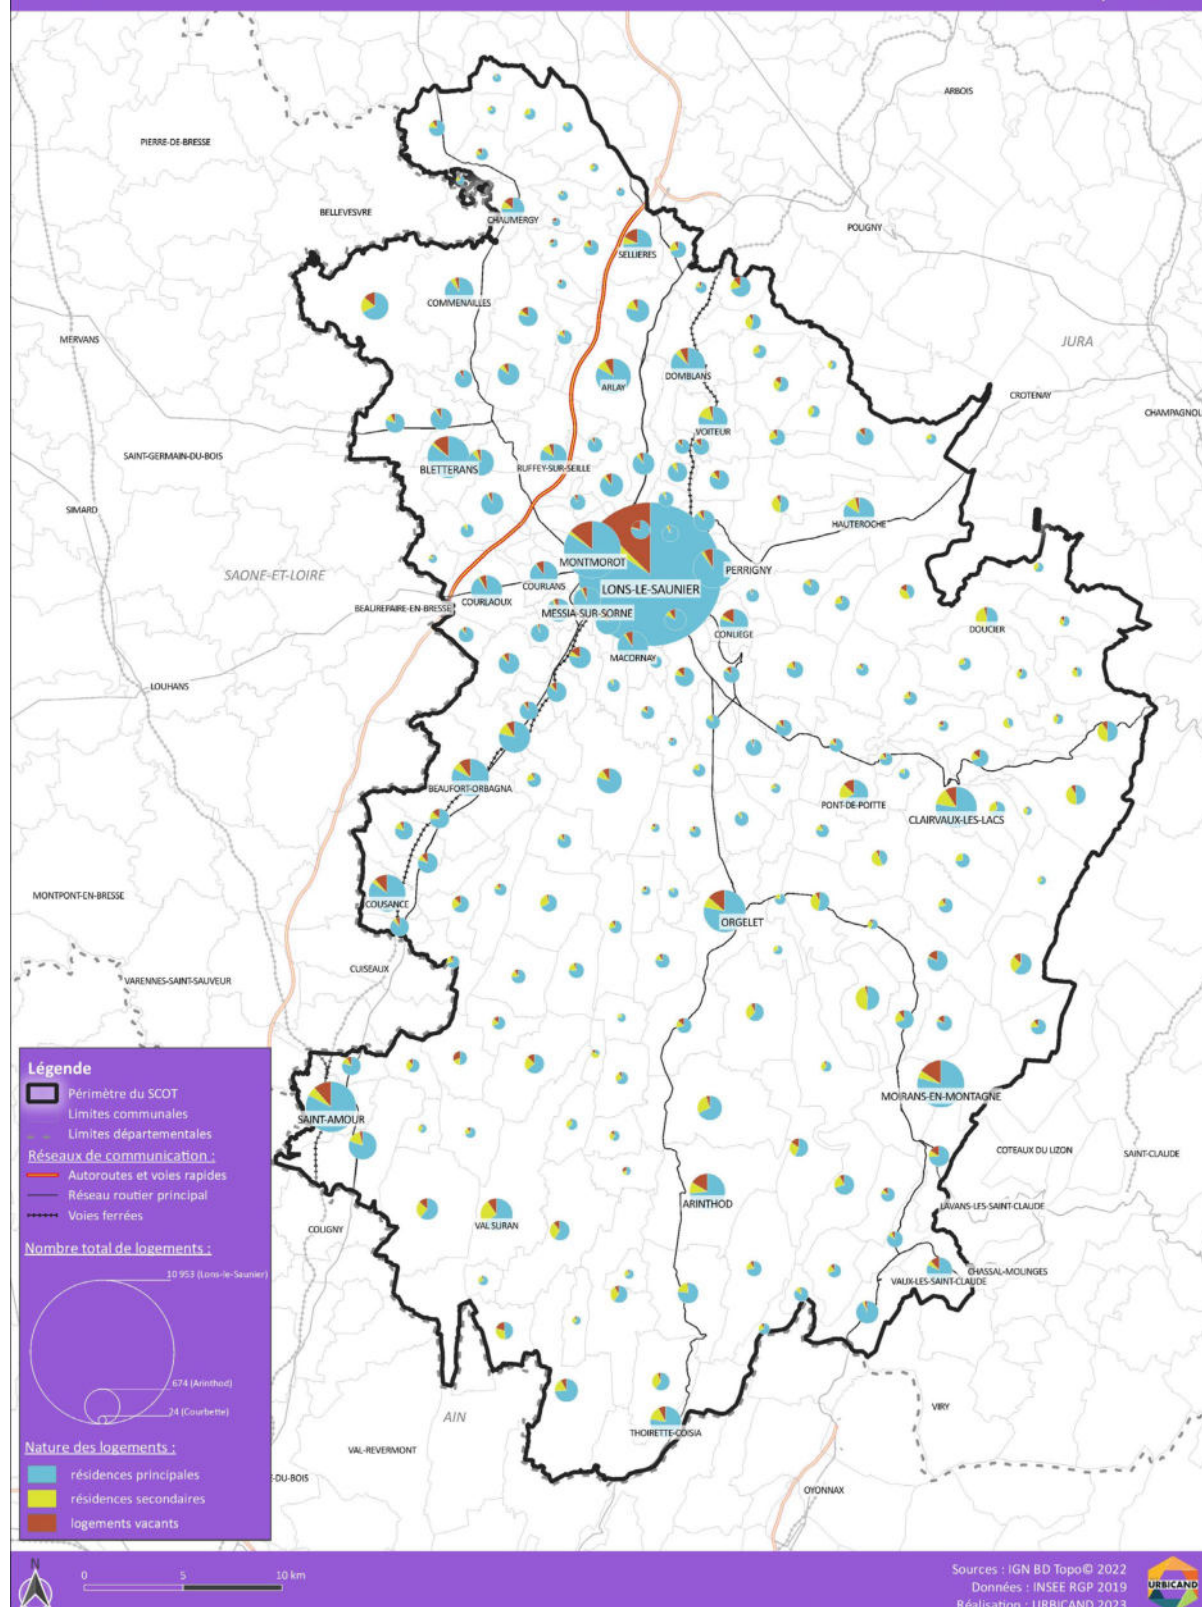 ARBOIS
PIERRE-DE-BRESSE
BELLEVESVRE
CHAUMERGY
POLIGNY
SELLIERES
COMMENAILLES
MERVANS
JURA
DOMBLANS
ARLAY
CROTENAY
CHAMPAGNOL
VOITEUR
SAINT-GERMAIN-DU-BOIS
BLETTERANS
RUFFEY-SUR-SEILLE
SIMARD
HAUTEROCHE
MONTMOROT
PERRIGNY
SAONE-ET-LOIRE
COURLANS
LONS-LE-SAUNIER
COURLAOUX
BEAUREPAIRE-EN-BRESSE
MESSIA-SUR-SORNE
CONLIEGE
DOUCIER
MACORNAY
LOUHANS
BEAUFORT-ORBAGNA
PONT-DE-POITTE
CLAIRVAUX-LES-LACS
MONTPONT-EN-BRESSE
COUSANCE
ORGELET
CUISEAUX
VARENNES-SAINT-SAUVEUR
MOIRANS-EN-MONTAGNE
SAINT-AMOUR
COTEAUX DU LIZON
SAINT-CLAUDE
ARINTHOD
LAVANS-LES-SAINT-CLAUDE
VAL SURAN
COLIGNY
CHASSAL-MOLINGES
VAUX-LES-SAINT-CLAUDE
VIRY
AIN
THOIRETTE-COISIA
VAL-REVERMONT
E-DU-BOIS
OYONNAX
Légende
Périmètre du SCOT
Limites communales
Limites départementales
Réseaux de communication :
Autoroutes et voies rapides
Réseau routier principal
Voies ferrées
Nombre total de logements :
10 953 (Lons-le-Saunier)
674 (Arinthod)
24 (Courbette)
Nature des logements :
résidences principales
résidences secondaires
logements vacants
N
0 5 10 km
Sources : IGN BD Topo© 2022
Données : INSEE RGP 2019
Réalisation : URBICAND 2023
URBICAND